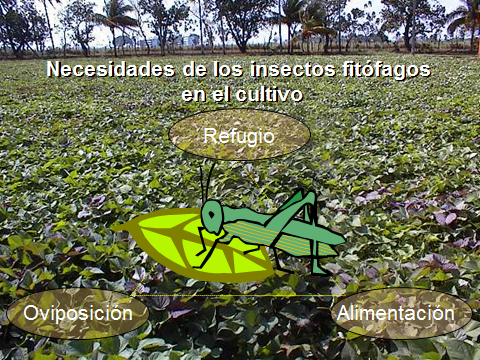 Necesidades de los insectos fitófagos
en el cultivo
Refugio
Oviposición
Alimentación